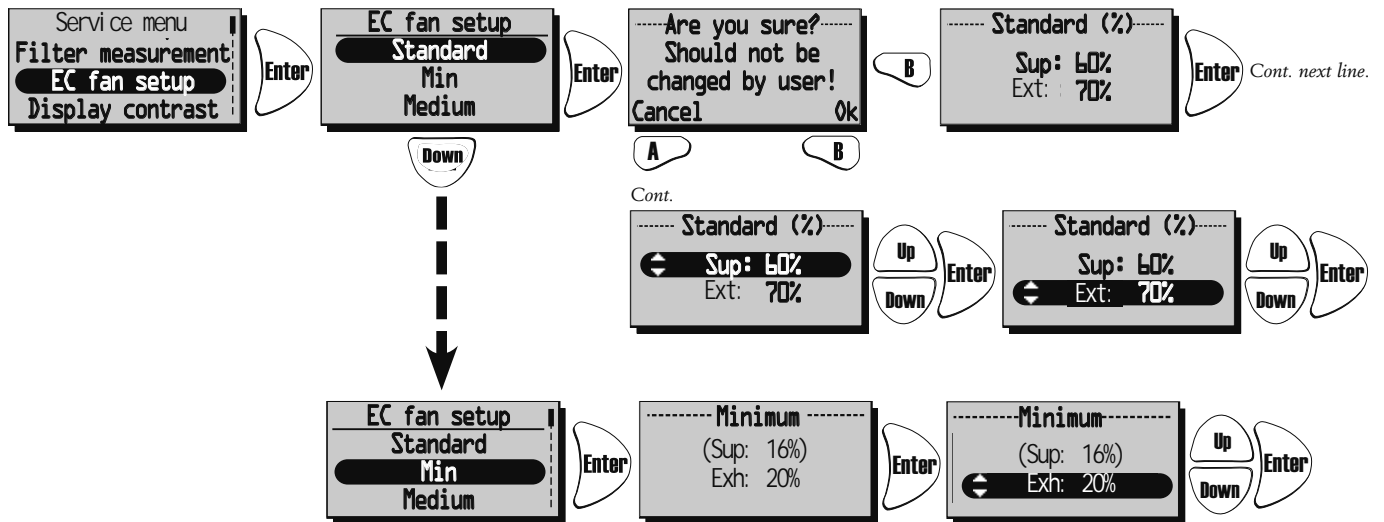 Service menu
Filter measurement
EC fan setup
Display contrast
Enter
EC fan setup
Standard
Min
Medium
Enter
Down
Are you sure?
Should not be
changed by user!
Cancel Ok
A
B
B
Standard (%)
Sup: 60%
Ext: 70%
Enter
Cont. next line.
Cont.
Standard (%)
Sup: 60%
Ext: 70%
Up
Down
Enter
Standard (%)
Sup: 60%
Ext: 70%
Up
Down
Enter
EC fan setup
Standard
Min
Medium
Enter
Minimum
(Sup: 16%)
Exh: 20%
Enter
Minimum
(Sup: 16%)
Exh: 20%
Up
Down
Enter